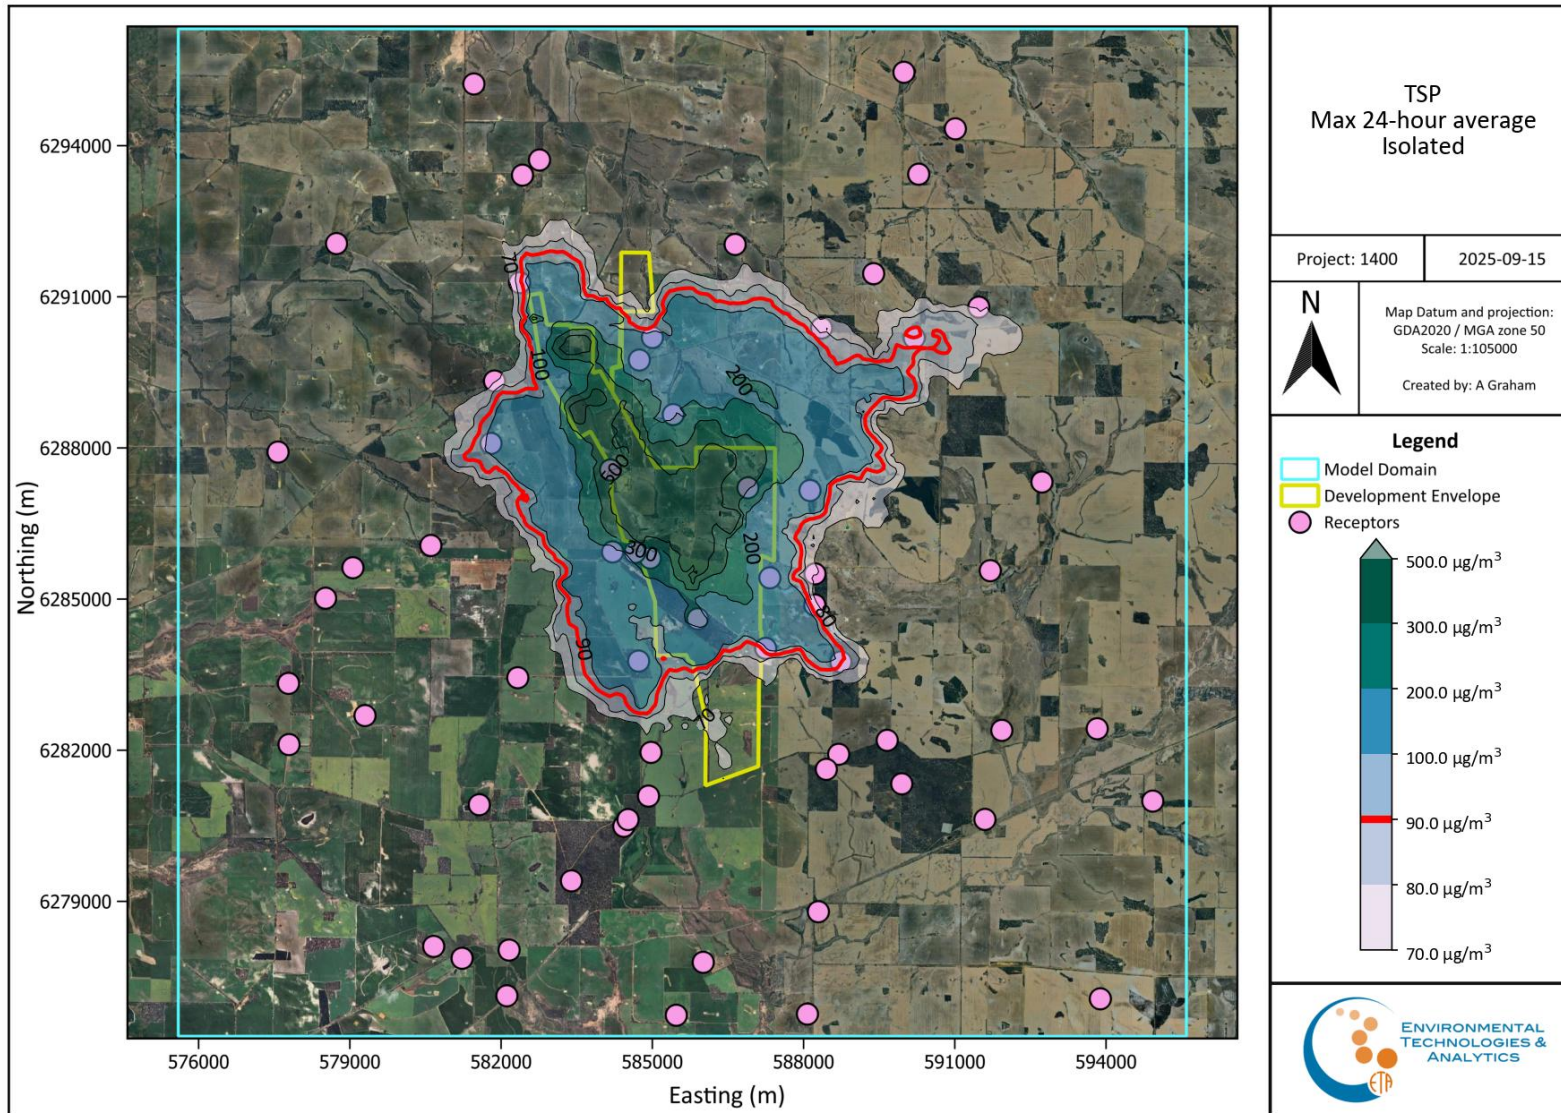 TSP
Max 24-hour average
Isolated
Project: 1400
2025-09-15
N
Map Datum and projection:
GDA2020 / MGA zone 50
Scale: 1:105000
Created by: A Graham
Legend
Model Domain
Development Envelope
Receptors
500.0 µg/m³
300.0 µg/m³
200.0 µg/m³
100.0 µg/m³
90.0 µg/m³
80.0 µg/m³
70.0 µg/m³
ENVIRONMENTAL
TECHNOLOGIES &
ANALYTICS
ETA
Northing (m)
6294000
6291000
6288000
6285000
6282000
6279000
576000
579000
582000
585000
588000
591000
594000
Easting (m)
70
100
200
500
300
200
80
90
70